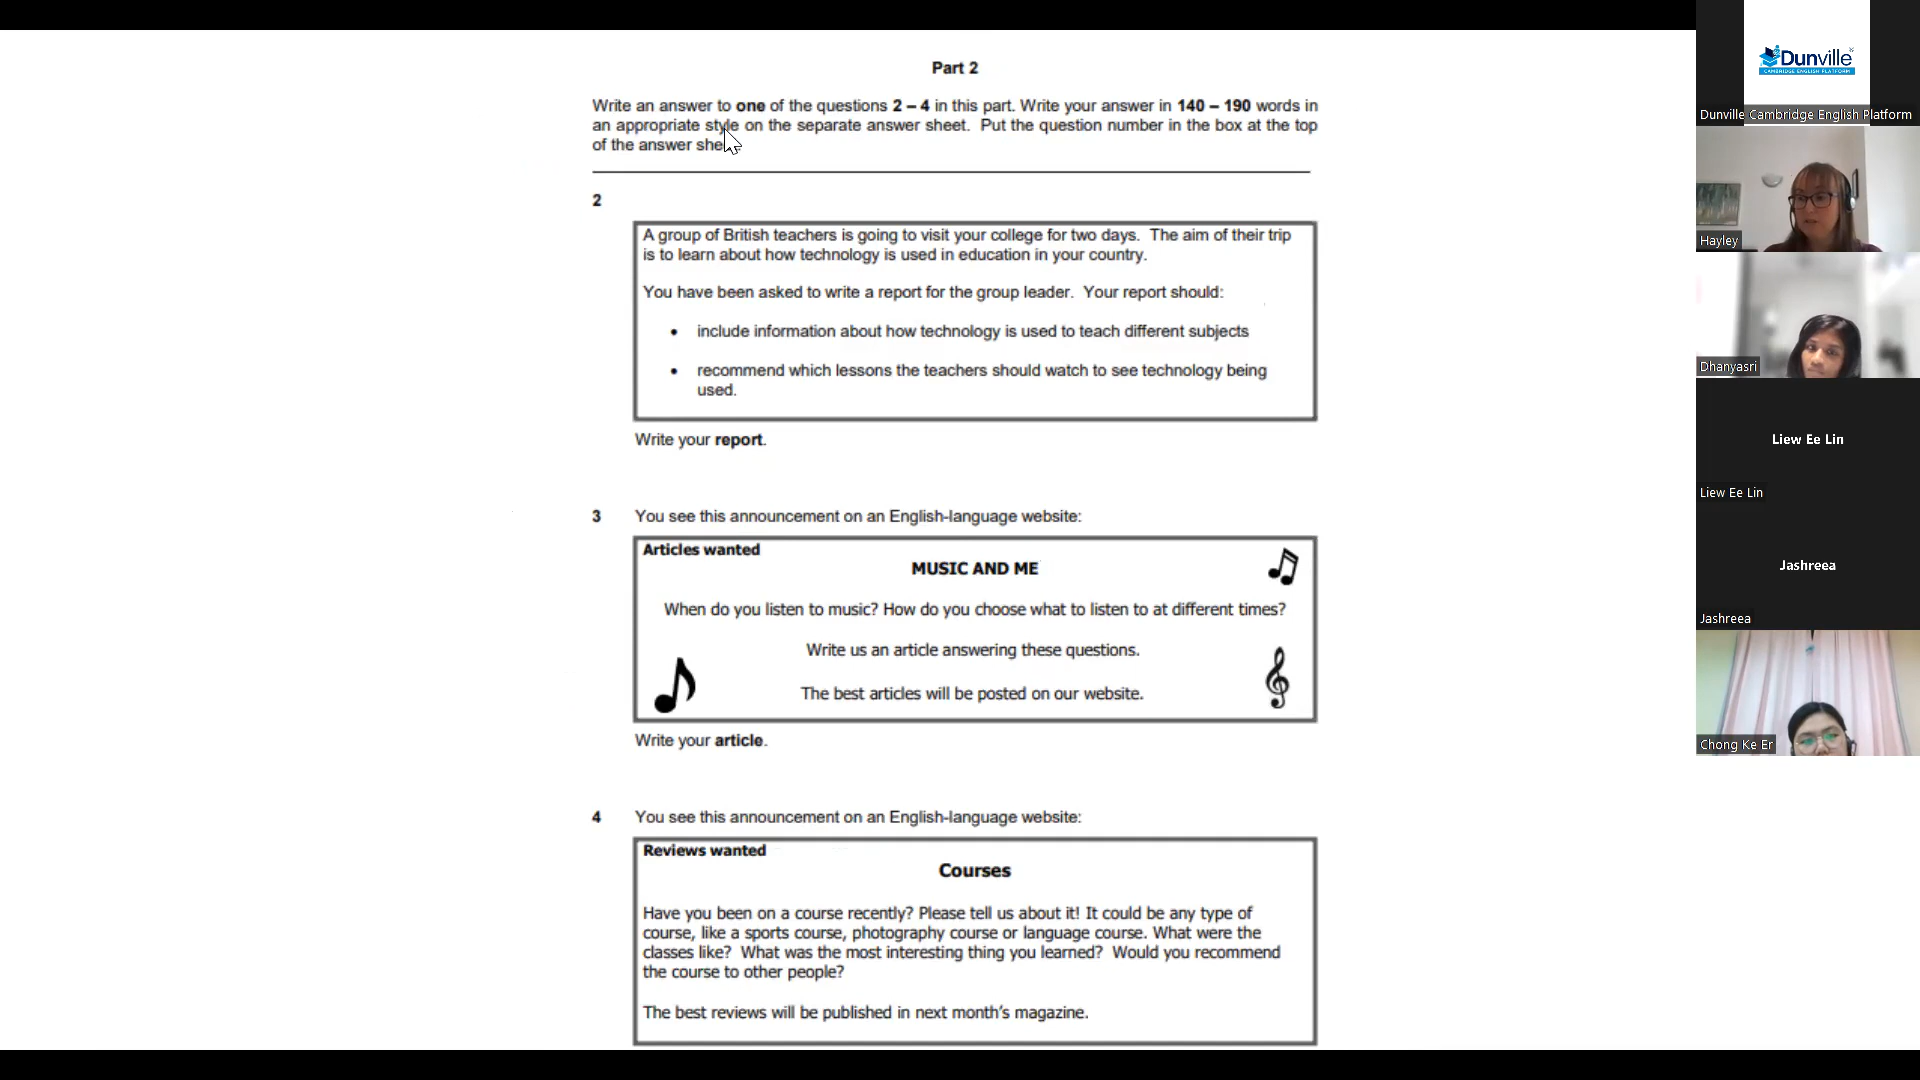 Part 2
Write an answer to one of the questions 2 – 4 in this part. Write your answer in 140 – 190 words in
an appropriate style on the separate answer sheet. Put the question number in the box at the top
of the answer
2
A group of British teachers is going to visit your college for two days. The aim of their trip
is to learn about how technology is used in education in your country.
You have been asked to write a report for the group leader. Your report should:
• include information about how technology is used to teach different subjects
• recommend which lessons the teachers should watch to see technology being
used.
Write your report.
3 You see this announcement on an English-language website:
Articles wanted
MUSIC AND ME
When do you listen to music? How do you choose what to listen to at different times?
Write us an article answering these questions.
The best articles will be posted on our website.
Write your article.
4 You see this announcement on an English-language website:
Reviews wanted
Courses
Have you been on a course recently? Please tell us about it! It could be any type of
course, like a sports course, photography course or language course. What were the
classes like? What was the most interesting thing you learned? Would you recommend
the course to other people?
The best reviews will be published in next month's magazine.
Dunville
CAMBRIDGE ENGLISH PLATFORM
Dunville Cambridge English Platform
Hayley
Dhanyasri
Liew Ee Lin
Liew Ee Lin
Jashreea
Jashreea
Chong Ke Er